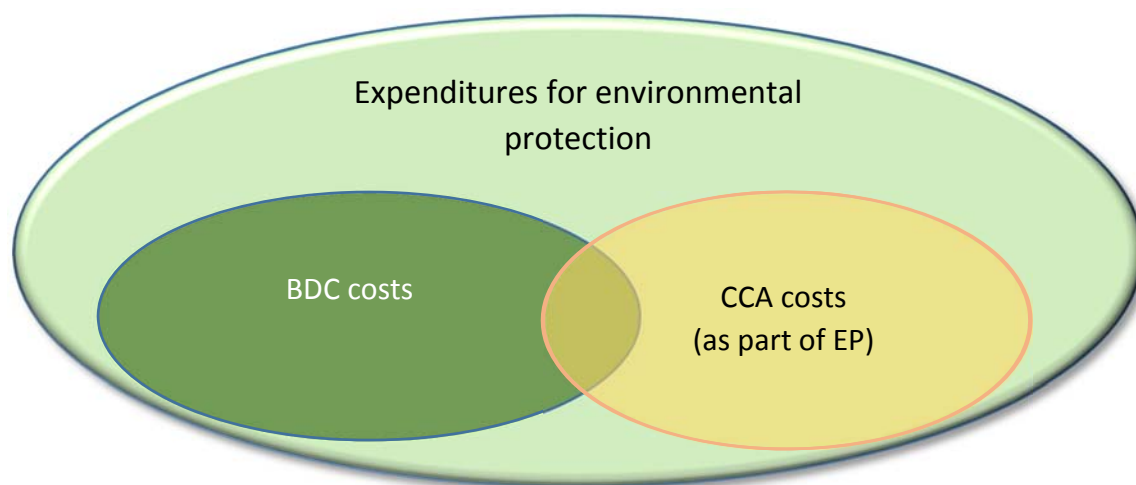 Expenditures for environmental
protection
BDC costs
CCA costs
(as part of EP)